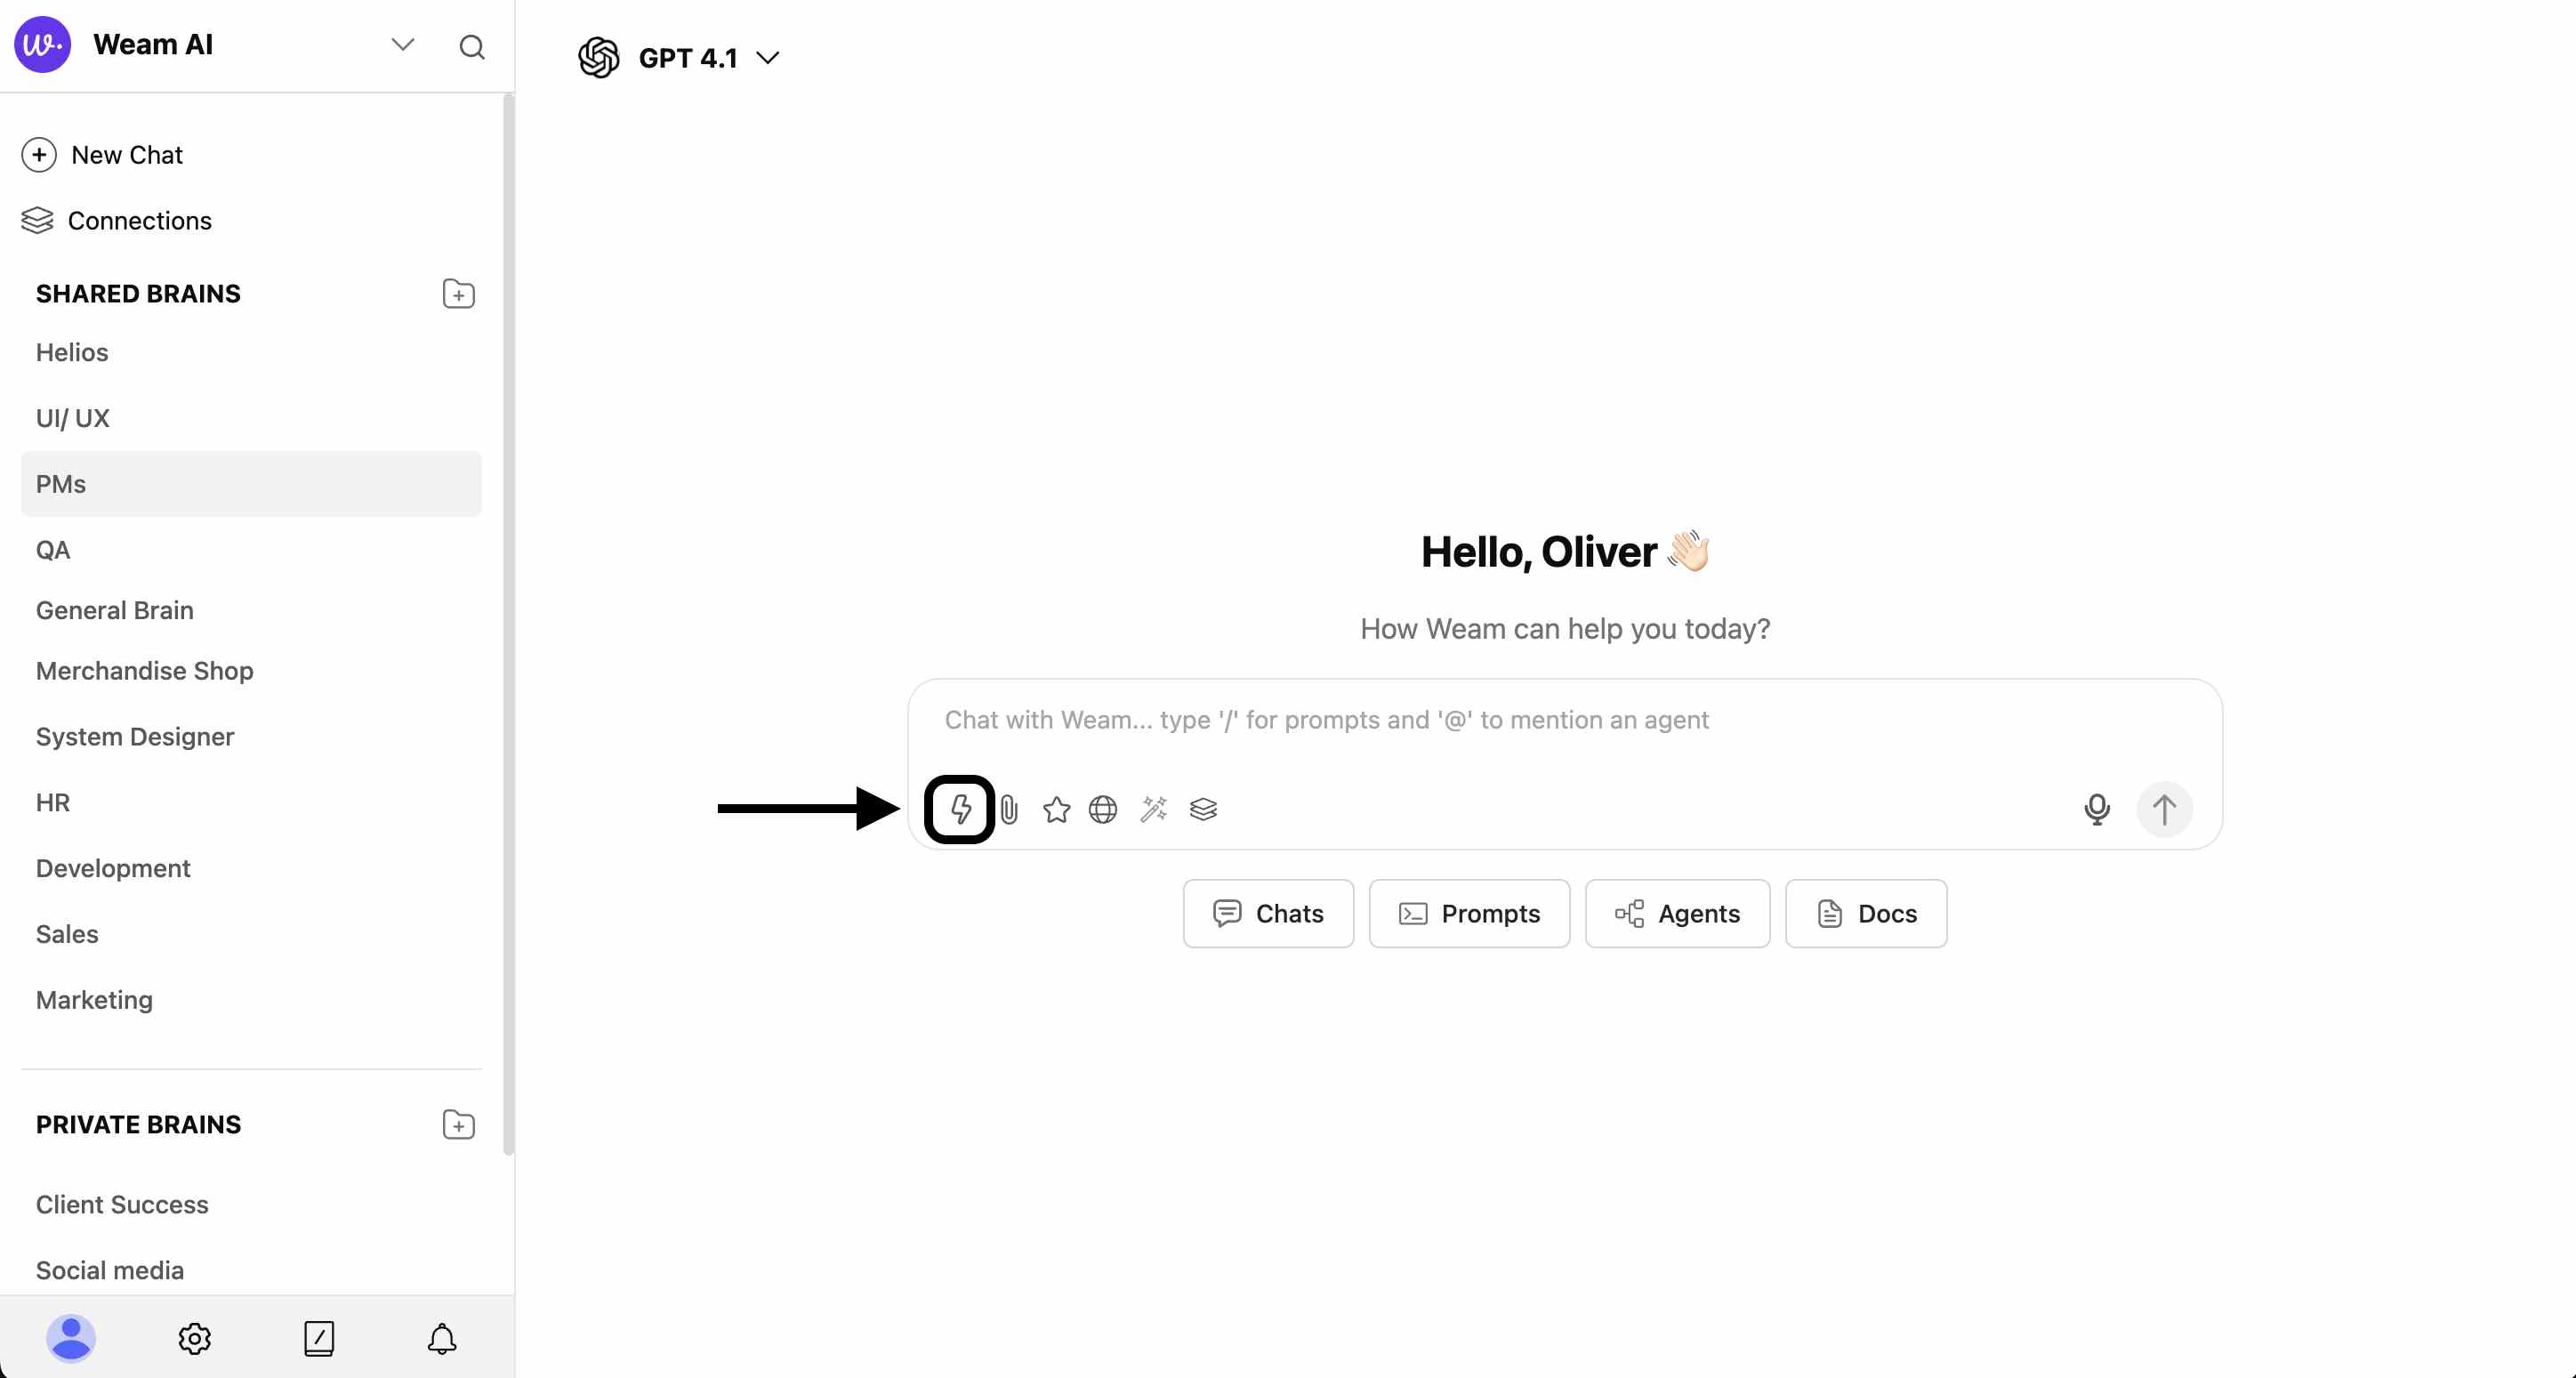 Weam AI
New Chat
Connections
SHARED BRAINS
Helios
UI/ UX
PMs
QA
General Brain
Merchandise Shop
System Designer
HR
Development
Sales
Marketing
PRIVATE BRAINS
Client Success
Social media
GPT 4.1
Hello, Oliver 👋🏻
How Weam can help you today?
Chat with Weam... type '/' for prompts and '@' to mention an agent
Chats
Prompts
Agents
Docs